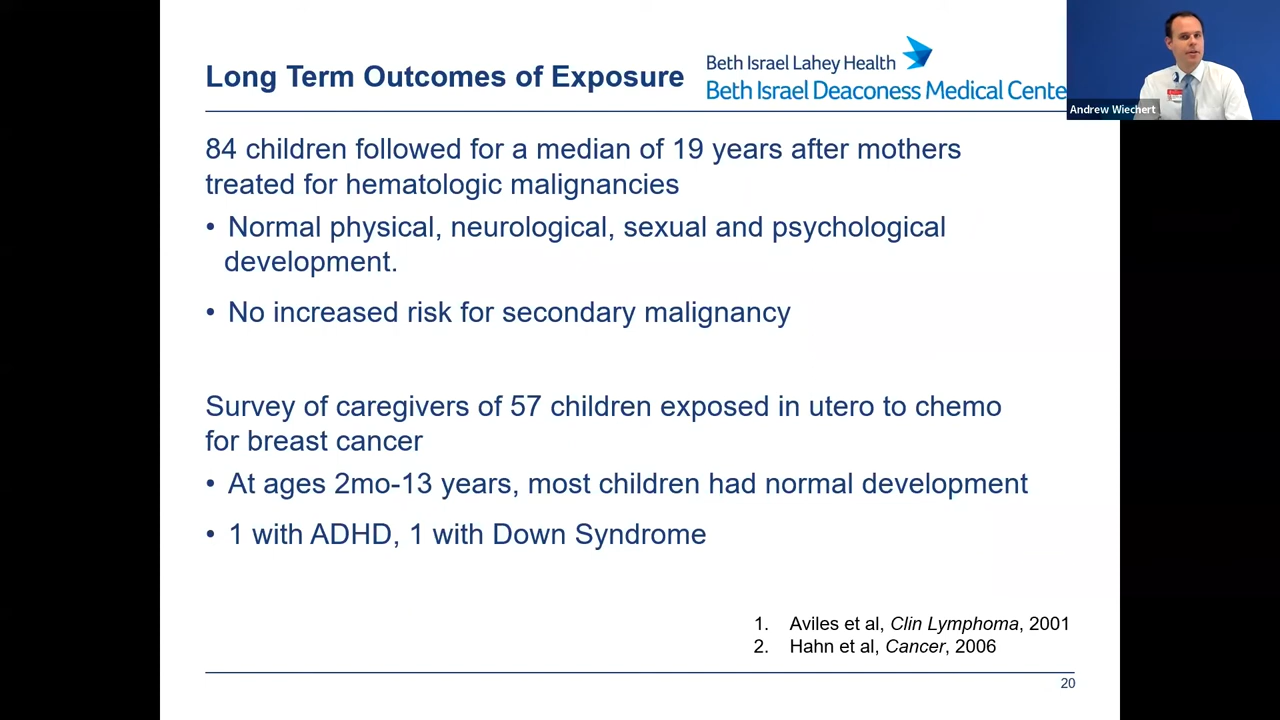 Long Term Outcomes of Exposure
Beth Israel Lahey Health
Beth Israel Deaconess Medical Cente
Andrew Wiechert
84 children followed for a median of 19 years after mothers
treated for hematologic malignancies
• Normal physical, neurological, sexual and psychological
development.
• No increased risk for secondary malignancy
Survey of caregivers of 57 children exposed in utero to chemo
for breast cancer
• At ages 2mo-13 years, most children had normal development
• 1 with ADHD, 1 with Down Syndrome
1. Aviles et al, Clin Lymphoma, 2001
2. Hahn et al, Cancer, 2006
20